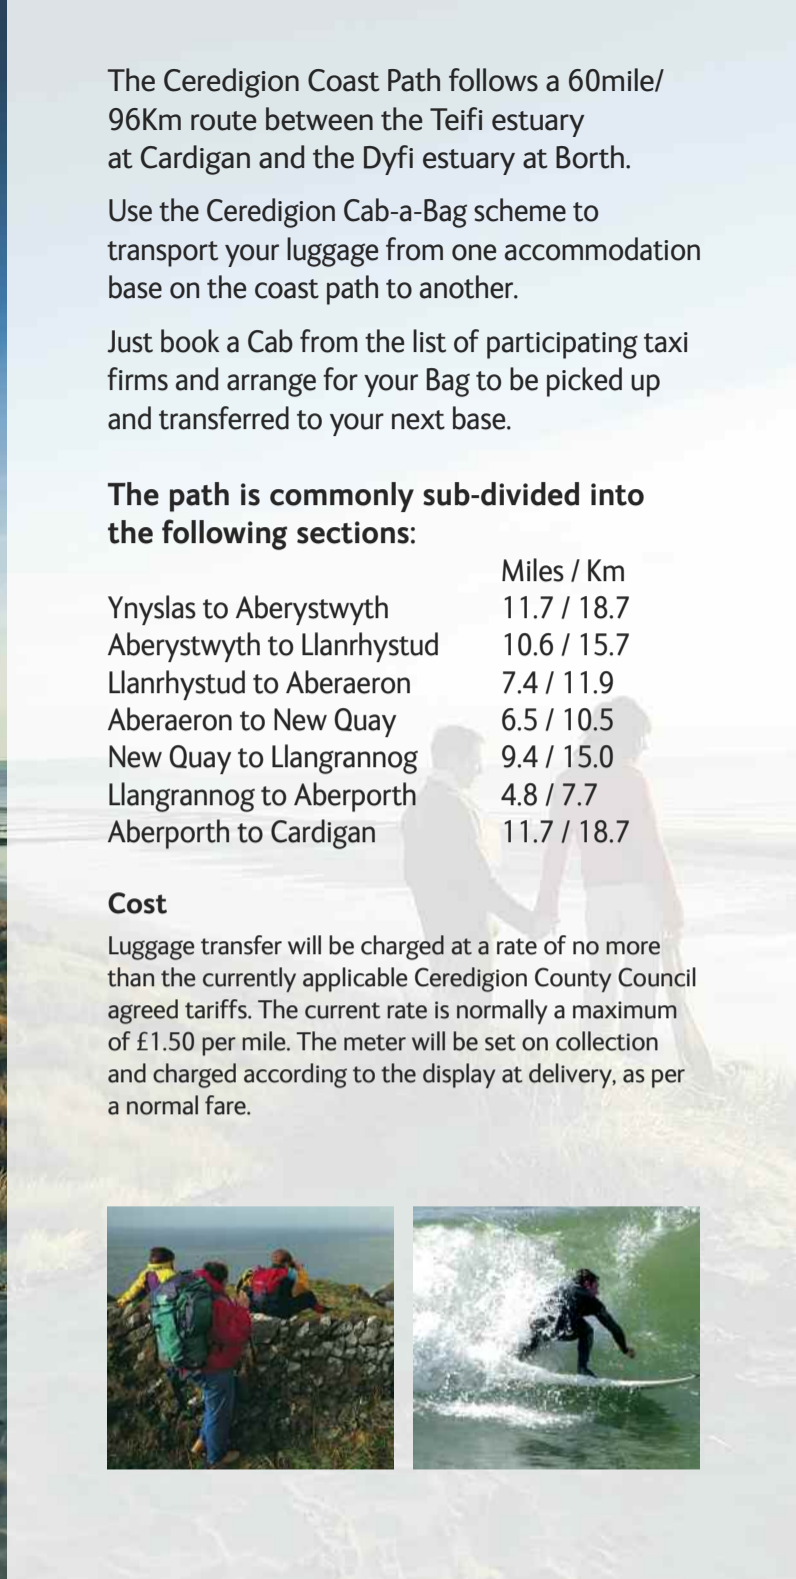 The Ceredigion Coast Path follows a 60mile/
96Km route between the Teifi estuary
at Cardigan and the Dyfi estuary at Borth.
Use the Ceredigion Cab-a-Bag scheme to
transport your luggage from one accommodation
base on the coast path to another.
Just book a Cab from the list of participating taxi
firms and arrange for your Bag to be picked up
and transferred to your next base.
The path is commonly sub-divided into
the following sections:
Miles / Km
Ynyslas to Aberystwyth 11.7 / 18.7
Aberystwyth to Llanrhystud 10.6 / 15.7
Llanrhystud to Aberaeron 7.4 / 11.9
Aberaeron to New Quay 6.5 / 10.5
New Quay to Llangrannog 9.4 / 15.0
Llangrannog to Aberporth 4.8 / 7.7
Aberporth to Cardigan 11.7 / 18.7
Cost
Luggage transfer will be charged at a rate of no more
than the currently applicable Ceredigion County Council
agreed tariffs. The current rate is normally a maximum
of £1.50 per mile. The meter will be set on collection
and charged according to the display at delivery, as per
a normal fare.